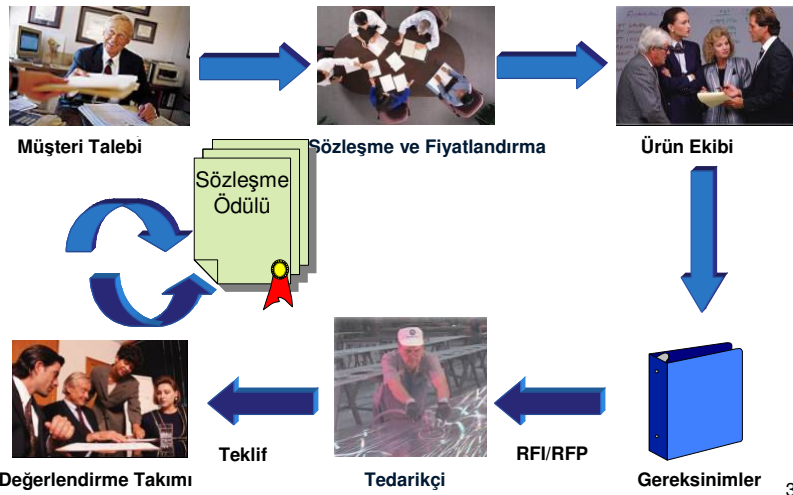 Müşteri Talebi
Sözleşme ve Fiyatlandırma
Ürün Ekibi
Sözleşme
Ödülü
Teklif
RFI/RFP
Değerlendirme Takımı
Tedarikçi
Gereksinimler
3